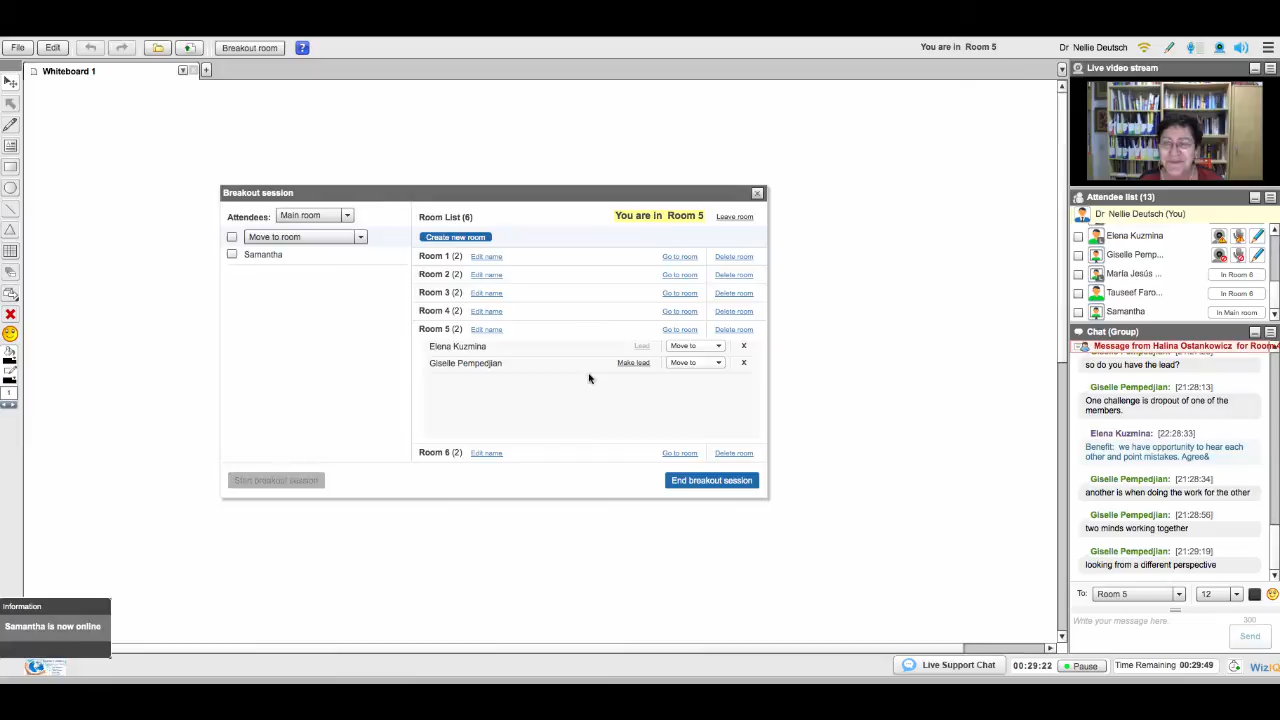 File Edit Breakout room ? You are in Room 5 Dr Nellie Deutsch
Whiteboard 1
Live video stream
Attendee list (13)
Dr Nellie Deutsch (You)
Elena Kuzmina
Giselle Pemp...
María Jesús ... In Room 6
Tauseef Faro... In Room 6
Samantha In Main room
Breakout session
Attendees: Main room
Move to room
Samantha
Room List (6) You are in Room 5 Leave room
Create new room
Room 1 (2) Edit name Go to room Delete room
Room 2 (2) Edit name Go to room Delete room
Room 3 (2) Edit name Go to room Delete room
Room 4 (2) Edit name Go to room Delete room
Room 5 (2) Edit name Go to room Delete room
Elena Kuzmina Lead Move to X
Giselle Pempedjian Make lead Move to X
Room 6 (2) Edit name Go to room Delete room
Start breakout session End breakout session
Chat (Group)
Message from Halina Ostankowicz for Room
so do you have the lead?
Giselle Pempedjian: [21:28:13]
One challenge is dropout of one of the
members.
Elena Kuzmina: [22:28:33]
Benefit: we have opportunity to hear each
other and point mistakes. Agree&
Giselle Pempedjian: [21:28:34]
another is when doing the work for the other
Giselle Pempedjian: [21:28:56]
two minds working together
Giselle Pempedjian: [21:29:19]
looking from a different perspective
To: Room 5 12
Write your message here. 300
Send
Information
Samantha is now online
1
Live Support Chat 00:29:22 Pause Time Remaining 00:29:49 WizIQ